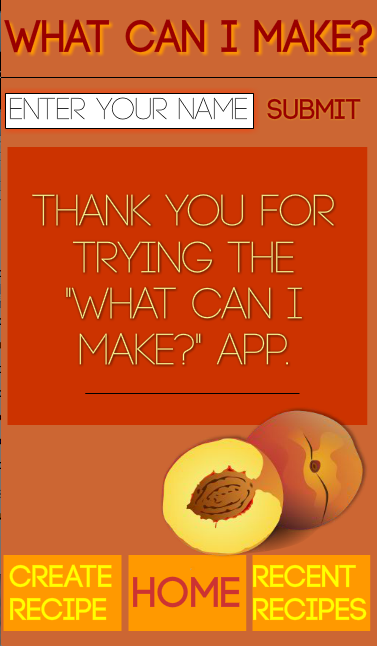 WHAT CAN I MAKE?
ENTER YOUR NAME SUBMIT
THANK YOU FOR
TRYING THE
"WHAT CAN I
MAKE?" APP.
CREATE
RECIPE
HOME
RECENT
RECIPES